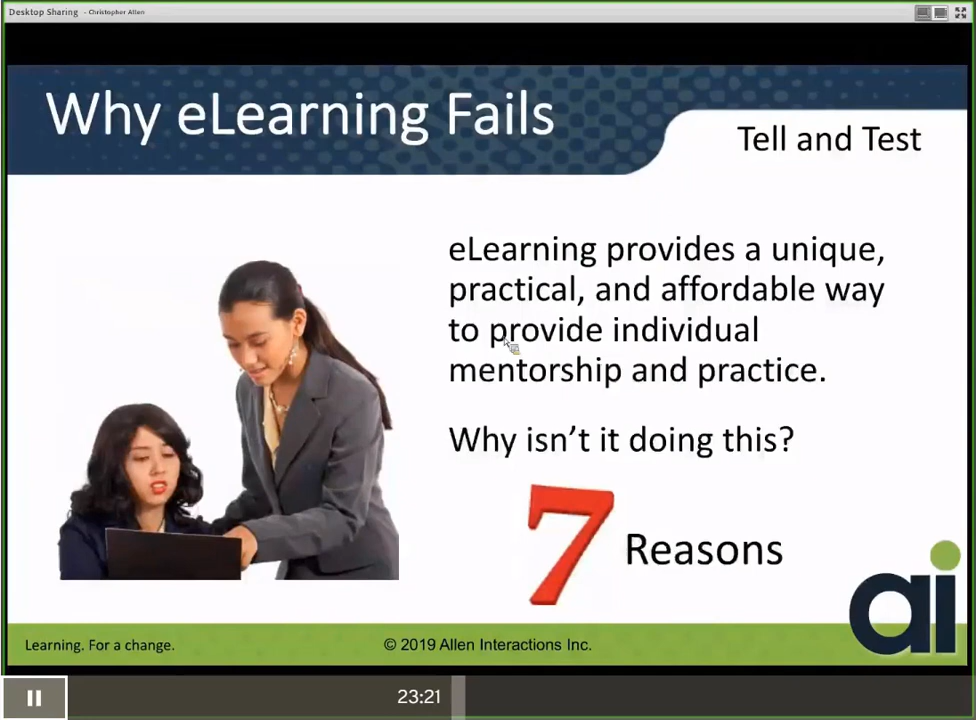 Desktop Sharing - Christopher Allen
Why eLearning Fails
Tell and Test
eLearning provides a unique,
practical, and affordable way
to provide individual
mentorship and practice.
Why isn't it doing this?
7 Reasons
ai
Learning. For a change.
© 2019 Allen Interactions Inc.
23:21